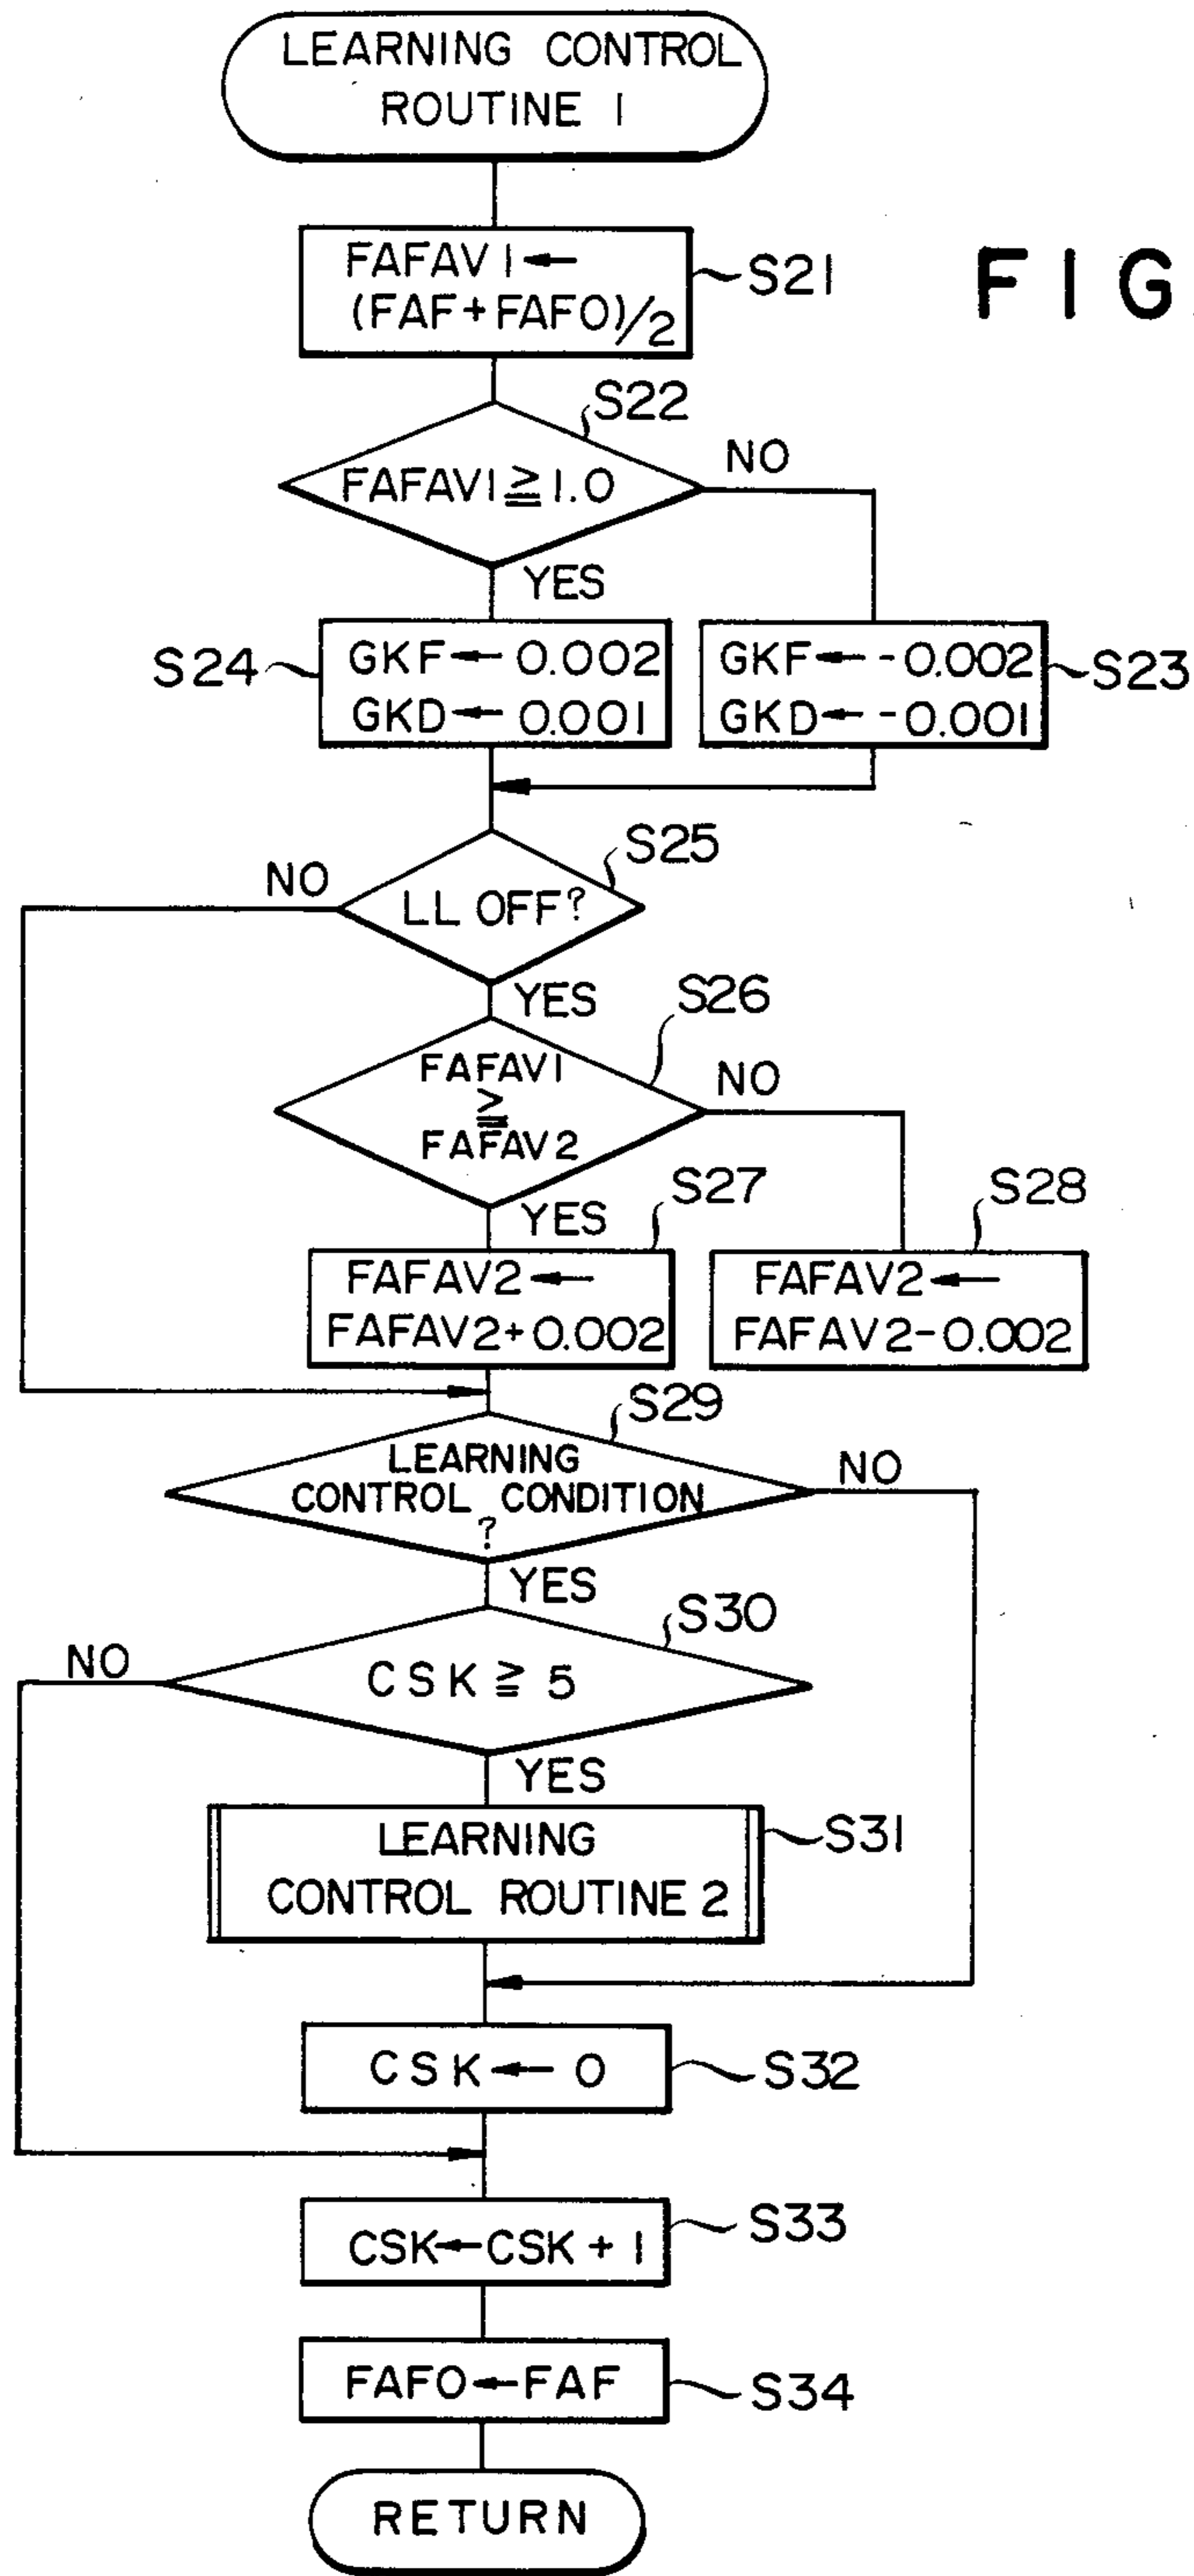 LEARNING CONTROL
ROUTINE 1
FIG.
FAFAV1←
(FAF+FAFO)/2
S21
S22
FAFAV1≧1.0
NO
YES
S24
GKF←0.002
GKD←0.001
GKF←-0.002
GKD←-0.001
S23
S25
NO
LL OFF?
YES
S26
FAFAV1
≧
FAFAV2
NO
YES
S27
S28
FAFAV2←
FAFAV2+0.002
FAFAV2←
FAFAV2-0.002
S29
LEARNING
CONTROL CONDITION
?
NO
YES
S30
NO
CSK ≧ 5
YES
LEARNING
CONTROL ROUTINE 2
S31
CSK ← 0
S32
CSK←CSK + 1
S33
FAFO←FAF
S34
RETURN